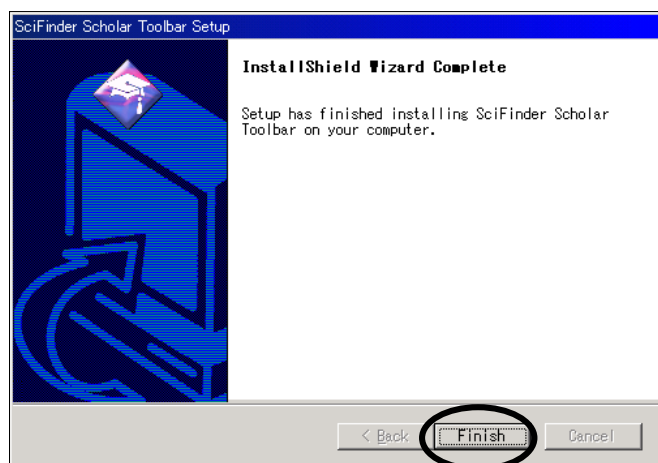 SciFinder Scholar Toolbar Setup
InstallShield Wizard Complete
Setup has finished installing SciFinder Scholar
Toolbar on your computer.
< Back Finish Cancel